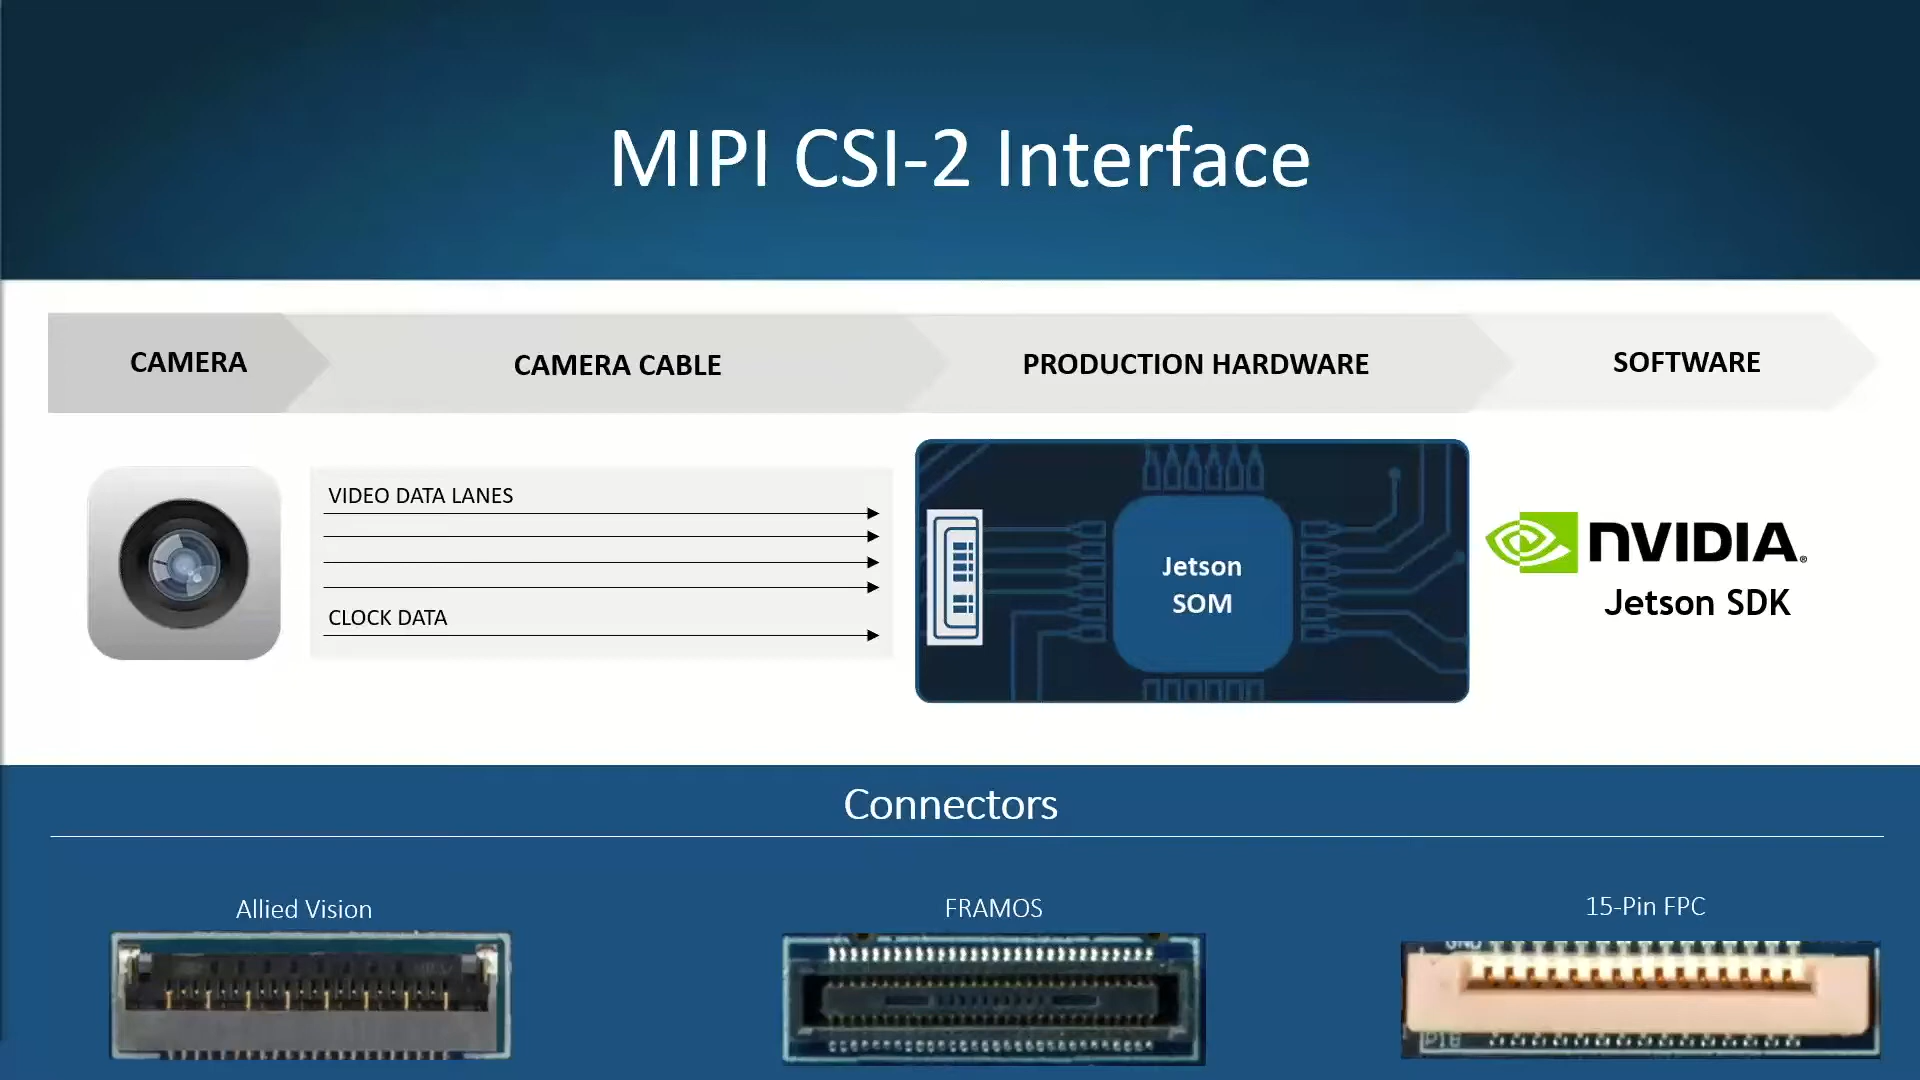 MIPI CSI-2 Interface
CAMERA
CAMERA CABLE
PRODUCTION HARDWARE
SOFTWARE
VIDEO DATA LANES
CLOCK DATA
Jetson
SOM
NVIDIA®
Jetson SDK
Connectors
Allied Vision
FRAMOS
15-Pin FPC
GND